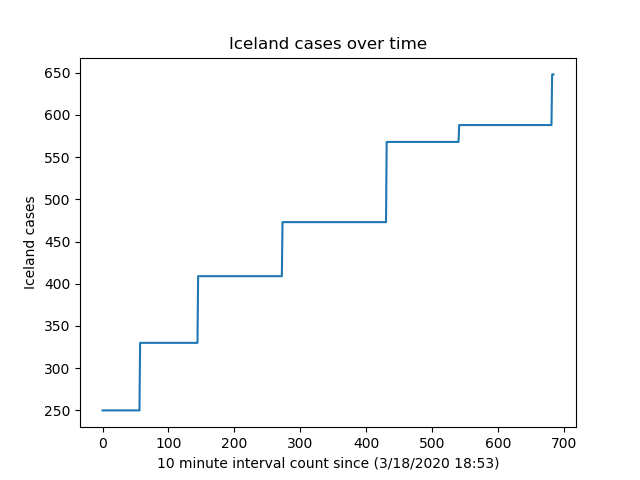 Iceland cases over time
Iceland cases
650
600
550
500
450
400
350
300
250
0 100 200 300 400 500 600 700
10 minute interval count since (3/18/2020 18:53)